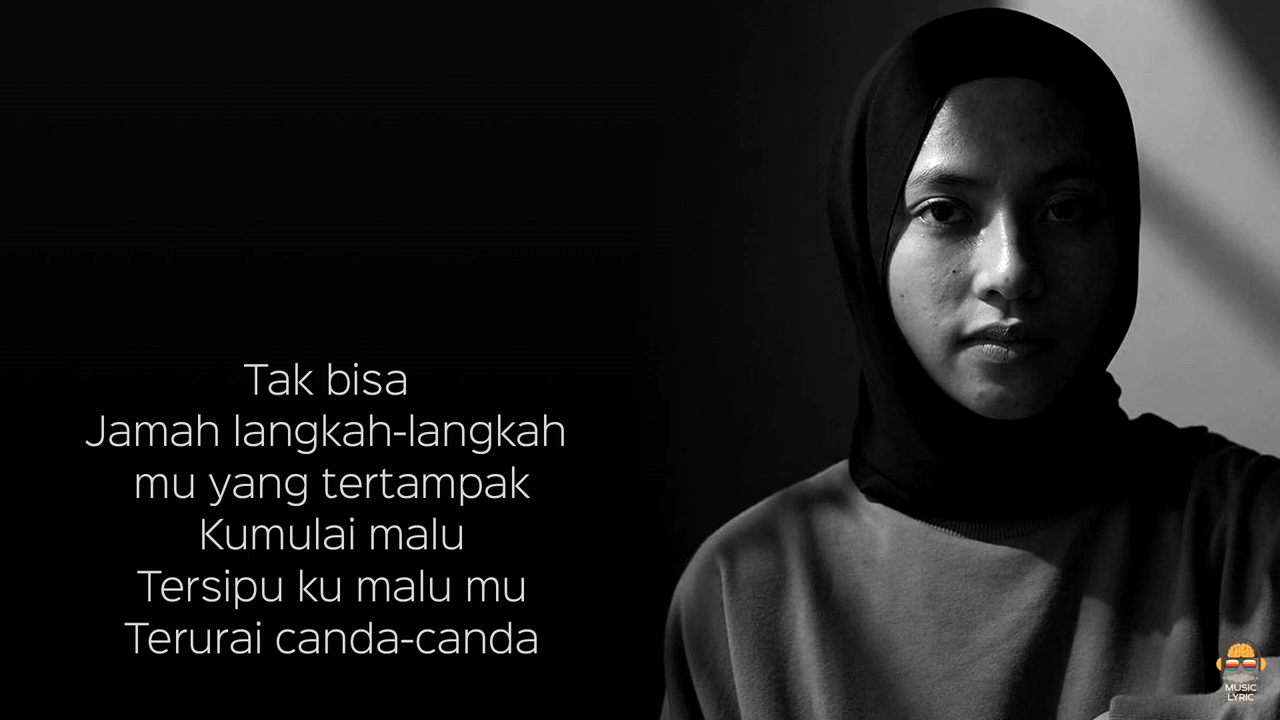 Tak bisa
Jamah langkah-langkah
mu yang tertampak
Kumulai malu
Tersipu ku malu mu
Terurai canda-canda
MUSIC
LYRIC